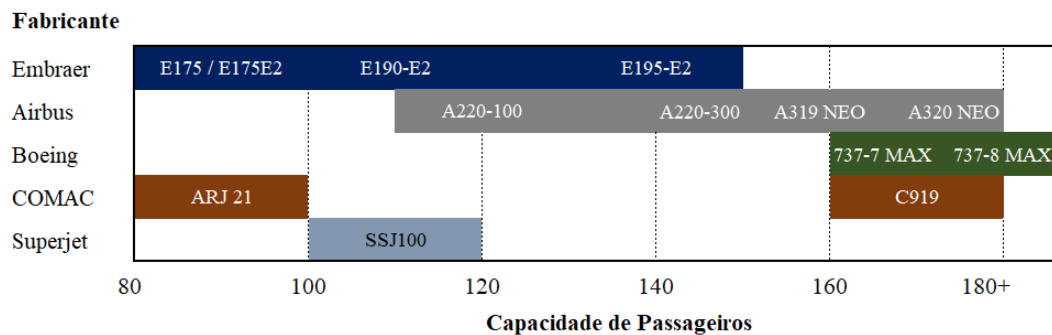 Fabricante
Embraer E175 / E175E2 E190-E2 E195-E2
Airbus A220-100 A220-300 A319 NEO A320 NEO
Boeing 737-7 MAX 737-8 MAX
COMAC ARJ 21 C919
Superjet SSJ100
80 100 120 140 160 180+
Capacidade de Passageiros